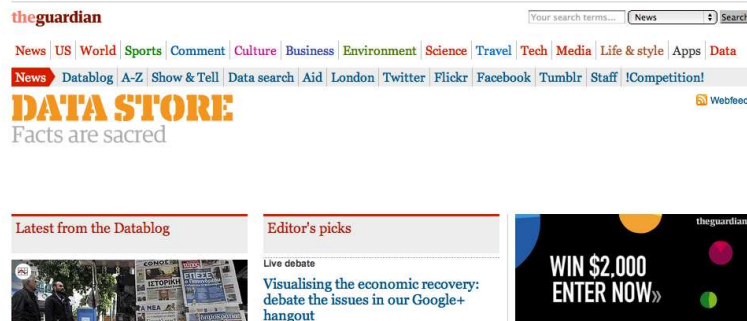 theguardian
Your search terms... News Search
News US World Sports Comment Culture Business Environment Science Travel Tech Media Life & style Apps Data
News Datablog A-Z Show & Tell Data search Aid London Twitter Flickr Facebook Tumblr Staff !Competition!
DATA STORE
Webfeed
Facts are sacred
Latest from the Datablog
Editor's picks
theguardian
Live debate
Visualising the economic recovery:
debate the issues in our Google+
hangout
WIN $2,000
ENTER NOW»
ΙΣΤΟΡΙΚΗ
ΕΠΕΣΕ